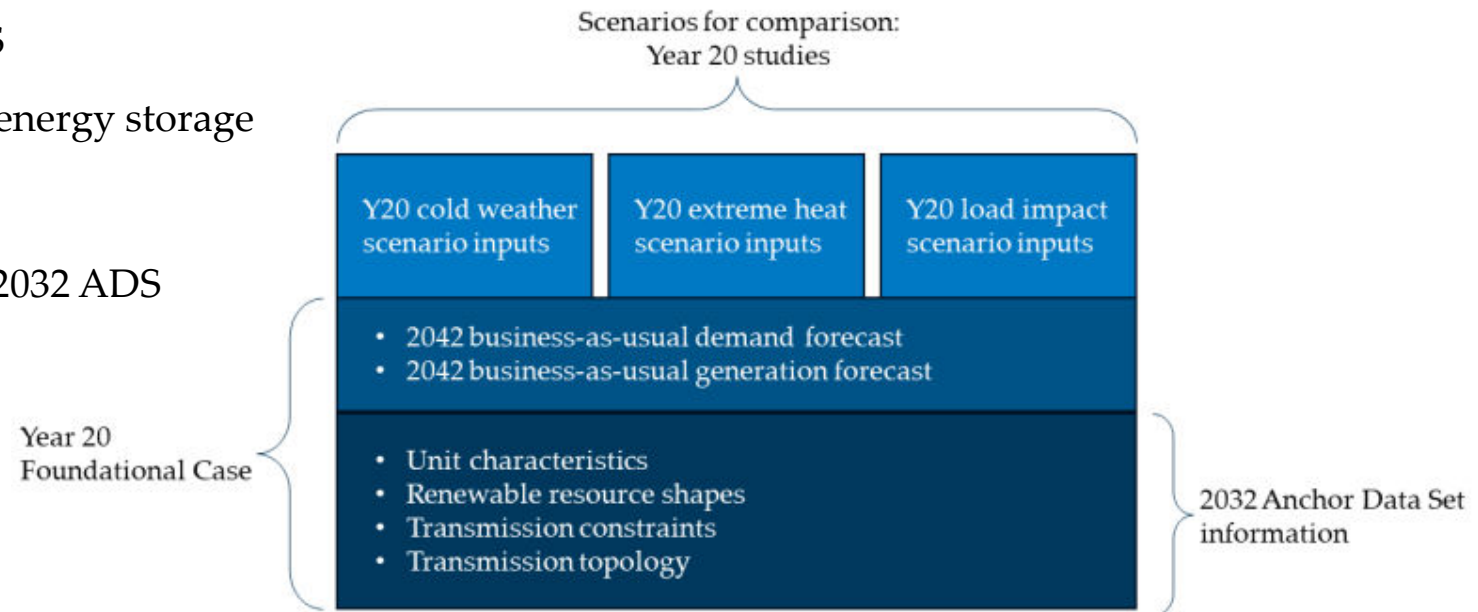 s
energy storage
2032 ADS
Scenarios for comparison:
Year 20 studies
Y20 cold weather
scenario inputs
Y20 extreme heat
scenario inputs
Y20 load impact
scenario inputs
• 2042 business-as-usual demand forecast
• 2042 business-as-usual generation forecast
Year 20
Foundational Case
• Unit characteristics
• Renewable resource shapes
• Transmission constraints
• Transmission topology
2032 Anchor Data Set
information